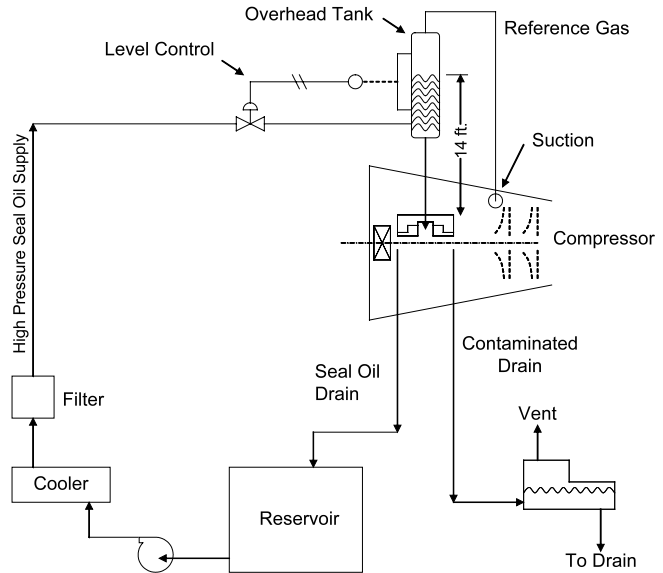 Overhead Tank
Reference Gas
Level Control
14 ft.
Suction
High Pressure Seal Oil Supply
Compressor
Contaminated
Drain
Seal Oil
Drain
Filter
Vent
Cooler
Reservoir
To Drain